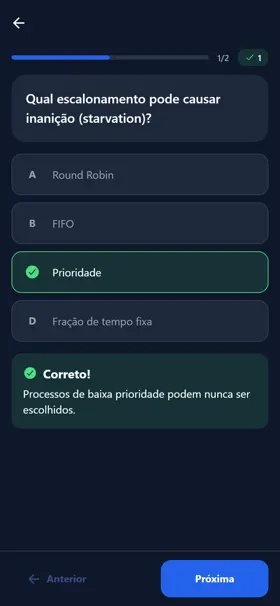 1/2
1
Qual escalonamento pode causar
inanição (starvation)?
A
Round Robin
B
FIFO
Prioridade
D
Fração de tempo fixa
Correto!
Processos de baixa prioridade podem nunca ser
escolhidos.
Anterior
Próxima